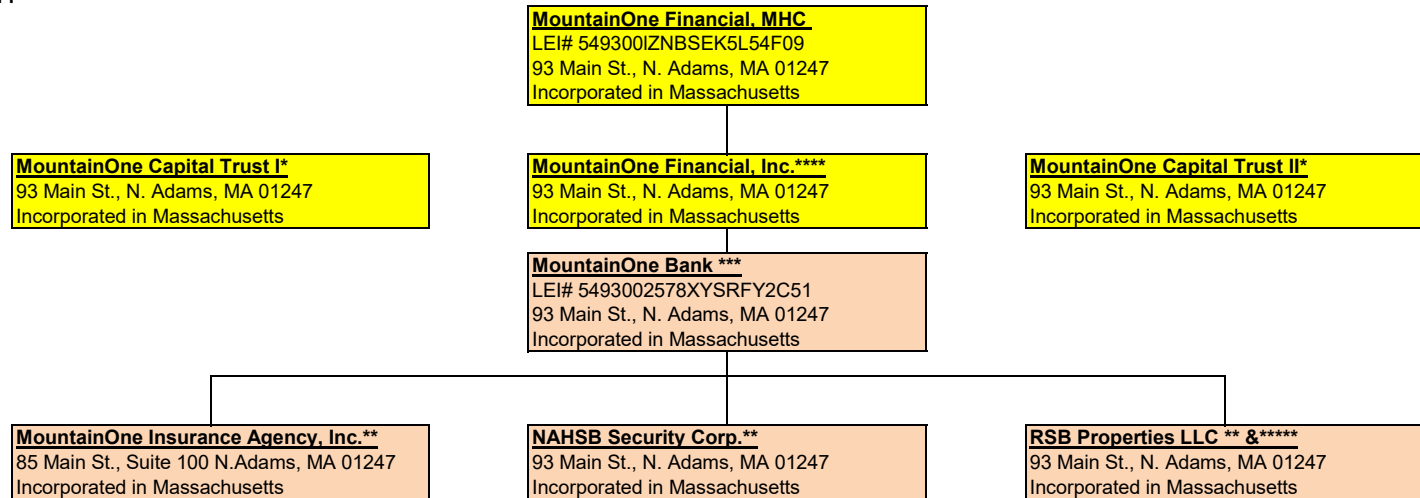 MountainOne Financial, MHC
LEI# 549300IZNBSEK5L54F09
93 Main St., N. Adams, MA 01247
Incorporated in Massachusetts
MountainOne Capital Trust I*
93 Main St., N. Adams, MA 01247
Incorporated in Massachusetts
MountainOne Financial, Inc.****
93 Main St., N. Adams, MA 01247
Incorporated in Massachusetts
MountainOne Capital Trust II*
93 Main St., N. Adams, MA 01247
Incorporated in Massachusetts
MountainOne Bank ***
LEI# 5493002578XYSRFY2C51
93 Main St., N. Adams, MA 01247
Incorporated in Massachusetts
MountainOne Insurance Agency, Inc.**
85 Main St., Suite 100 N.Adams, MA 01247
Incorporated in Massachusetts
NAHSB Security Corp.**
93 Main St., N. Adams, MA 01247
Incorporated in Massachusetts
RSB Properties LLC ** &*****
93 Main St., N. Adams, MA 01247
Incorporated in Massachusetts